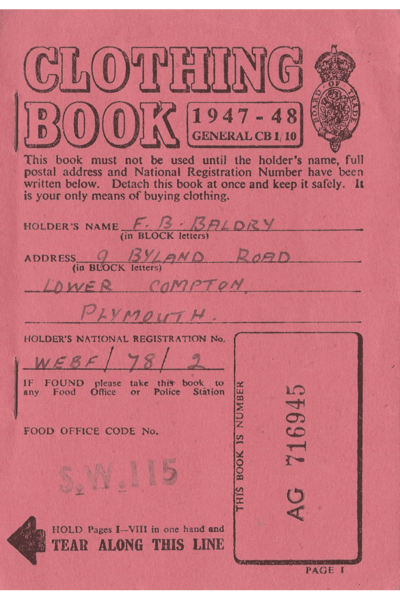 CLOTHING
BOOK
1947-48
GENERAL CB 1/10
BOARD OF TRADE
This book must not be used until the holder's name, full
postal address and National Registration Number have been
written below. Detach this book at once and keep it safely. It
is your only means of buying clothing.
HOLDER'S NAME F. B. BALDRY
(in BLOCK letters)
ADDRESS 9 BYLAND ROAD
(in BLOCK letters)
LOWER COMPTON,
PLYMOUTH.
HOLDER'S NATIONAL REGISTRATION No.
WEBF/ 78/ 2
IF FOUND please take this book to
any Food Office or Police Station
FOOD OFFICE CODE No.
S.W.115
THIS BOOK IS NUMBER
AG 716945
HOLD Pages I—VIII in one hand and
TEAR ALONG THIS LINE
PAGE I